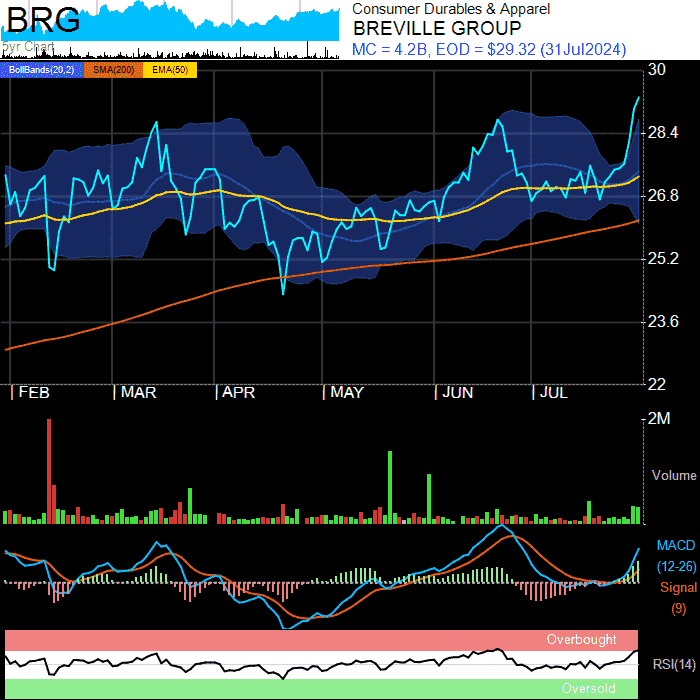 BRG
5yr Chart
Consumer Durables & Apparel
BREVILLE GROUP
MC = 4.2B, EOD = $29.32 (31Jul2024)
BollBands(20,2) SMA(200) EMA(50)
30
28.4
26.8
25.2
23.6
22
FEB MAR APR MAY JUN JUL
2M
Volume
MACD
(12-26)
Signal
(9)
Overbought
RSI(14)
Oversold